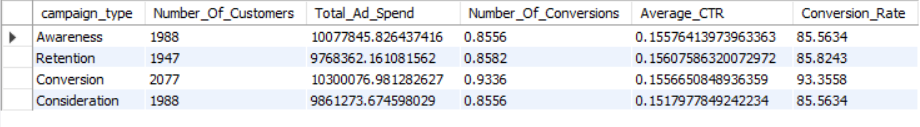 campaign_type Number_Of_Customers Total_Ad_Spend Number_Of_Conversions Average_CTR Conversion_Rate
Awareness 1988 10077845.826437416 0.8556 0.15576413973963363 85.5634
Retention 1947 9768362.161081562 0.8582 0.15607586320072972 85.8243
Conversion 2077 10300076.981282627 0.9336 0.1556650848936359 93.3558
Consideration 1988 9861273.674598029 0.8556 0.1517977849242234 85.5634